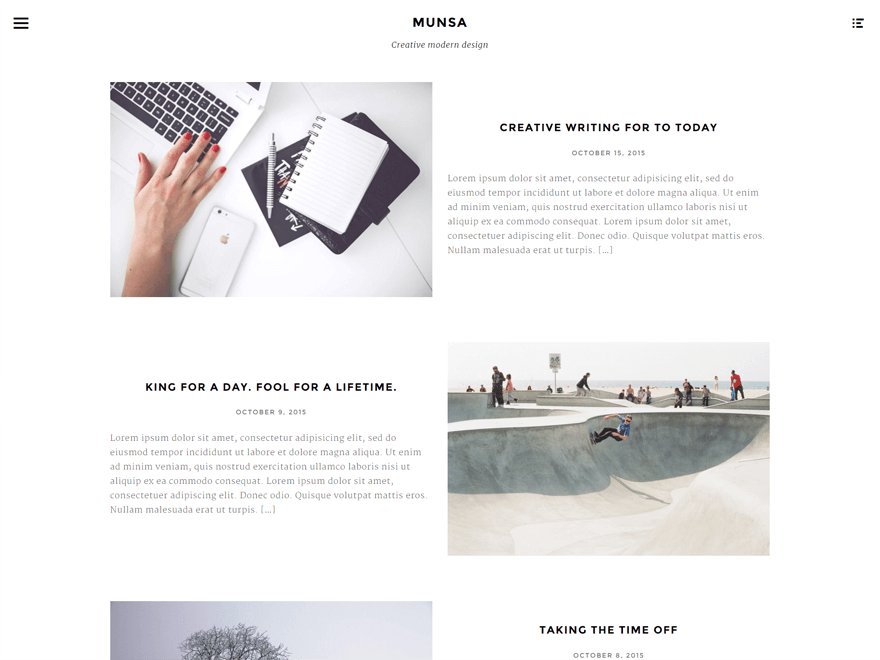 MUNSA
Creative modern design
CREATIVE WRITING FOR TO TODAY
OCTOBER 15, 2015
Lorem ipsum dolor sit amet, consectetur adipisicing elit, sed do
eiusmod tempor incididunt ut labore et dolore magna aliqua. Ut enim
ad minim veniam, quis nostrud exercitation ullamco laboris nisi ut
aliquip ex ea commodo consequat. Lorem ipsum dolor sit amet,
consectetuer adipiscing elit. Donec odio. Quisque volutpat mattis eros.
Nullam malesuada erat ut turpis. [...]
KING FOR A DAY. FOOL FOR A LIFETIME.
OCTOBER 9, 2015
Lorem ipsum dolor sit amet, consectetur adipisicing elit, sed do
eiusmod tempor incididunt ut labore et dolore magna aliqua. Ut enim
ad minim veniam, quis nostrud exercitation ullamco laboris nisi ut
aliquip ex ea commodo consequat. Lorem ipsum dolor sit amet,
consectetuer adipiscing elit. Donec odio. Quisque volutpat mattis eros.
Nullam malesuada erat ut turpis. [...]
TAKING THE TIME OFF
OCTOBER 8, 2015